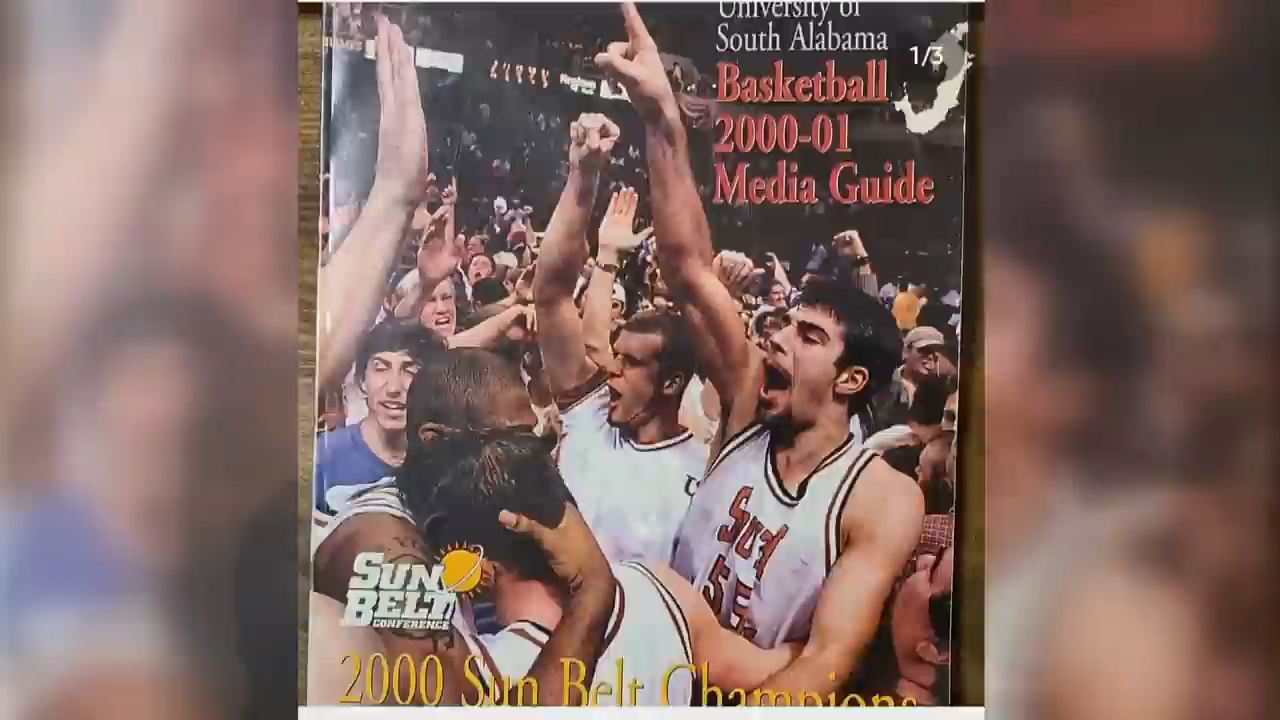 University of
South Alabama
1/3
Basketball
2000-01
Media Guide
SUN
BELT
CONFERENCE
2000 Sun Belt Champions